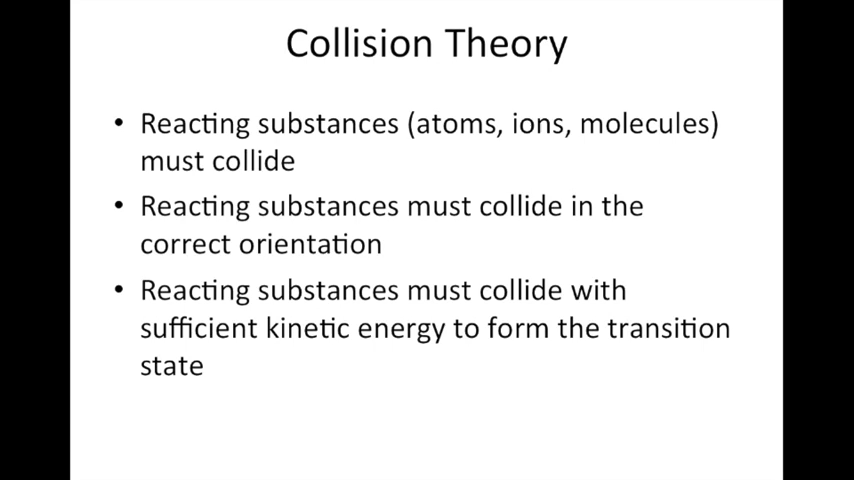 Collision Theory
• Reacting substances (atoms, ions, molecules)
must collide
• Reacting substances must collide in the
correct orientation
• Reacting substances must collide with
sufficient kinetic energy to form the transition
state